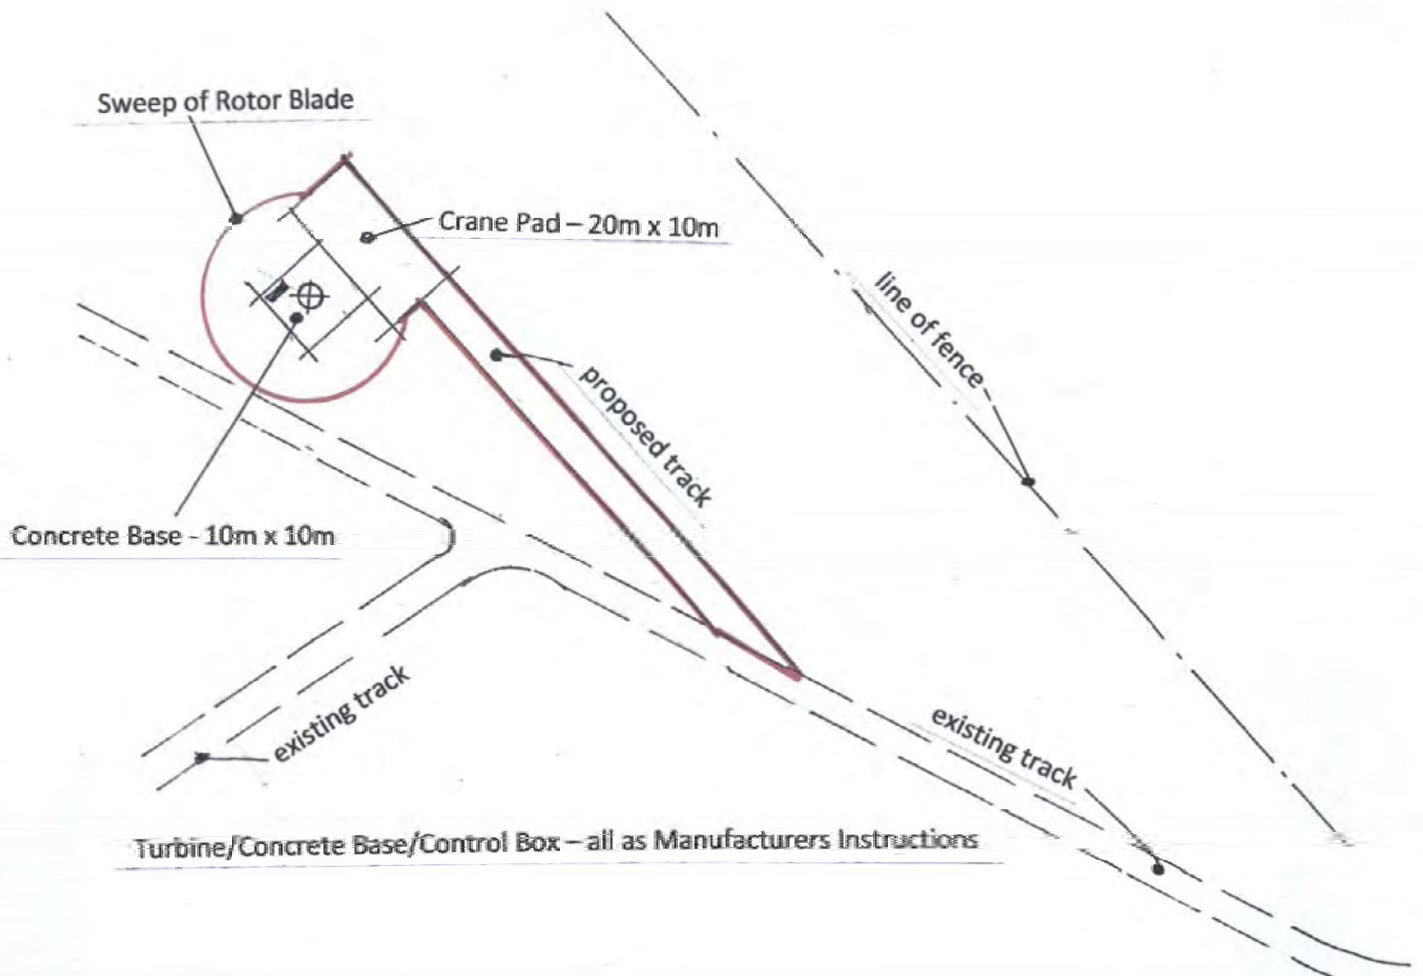 Sweep of Rotor Blade
Crane Pad – 20m x 10m
line of fence
proposed track
Concrete Base - 10m x 10m
existing track
existing track
Turbine/Concrete Base/Control Box – all as Manufacturers Instructions